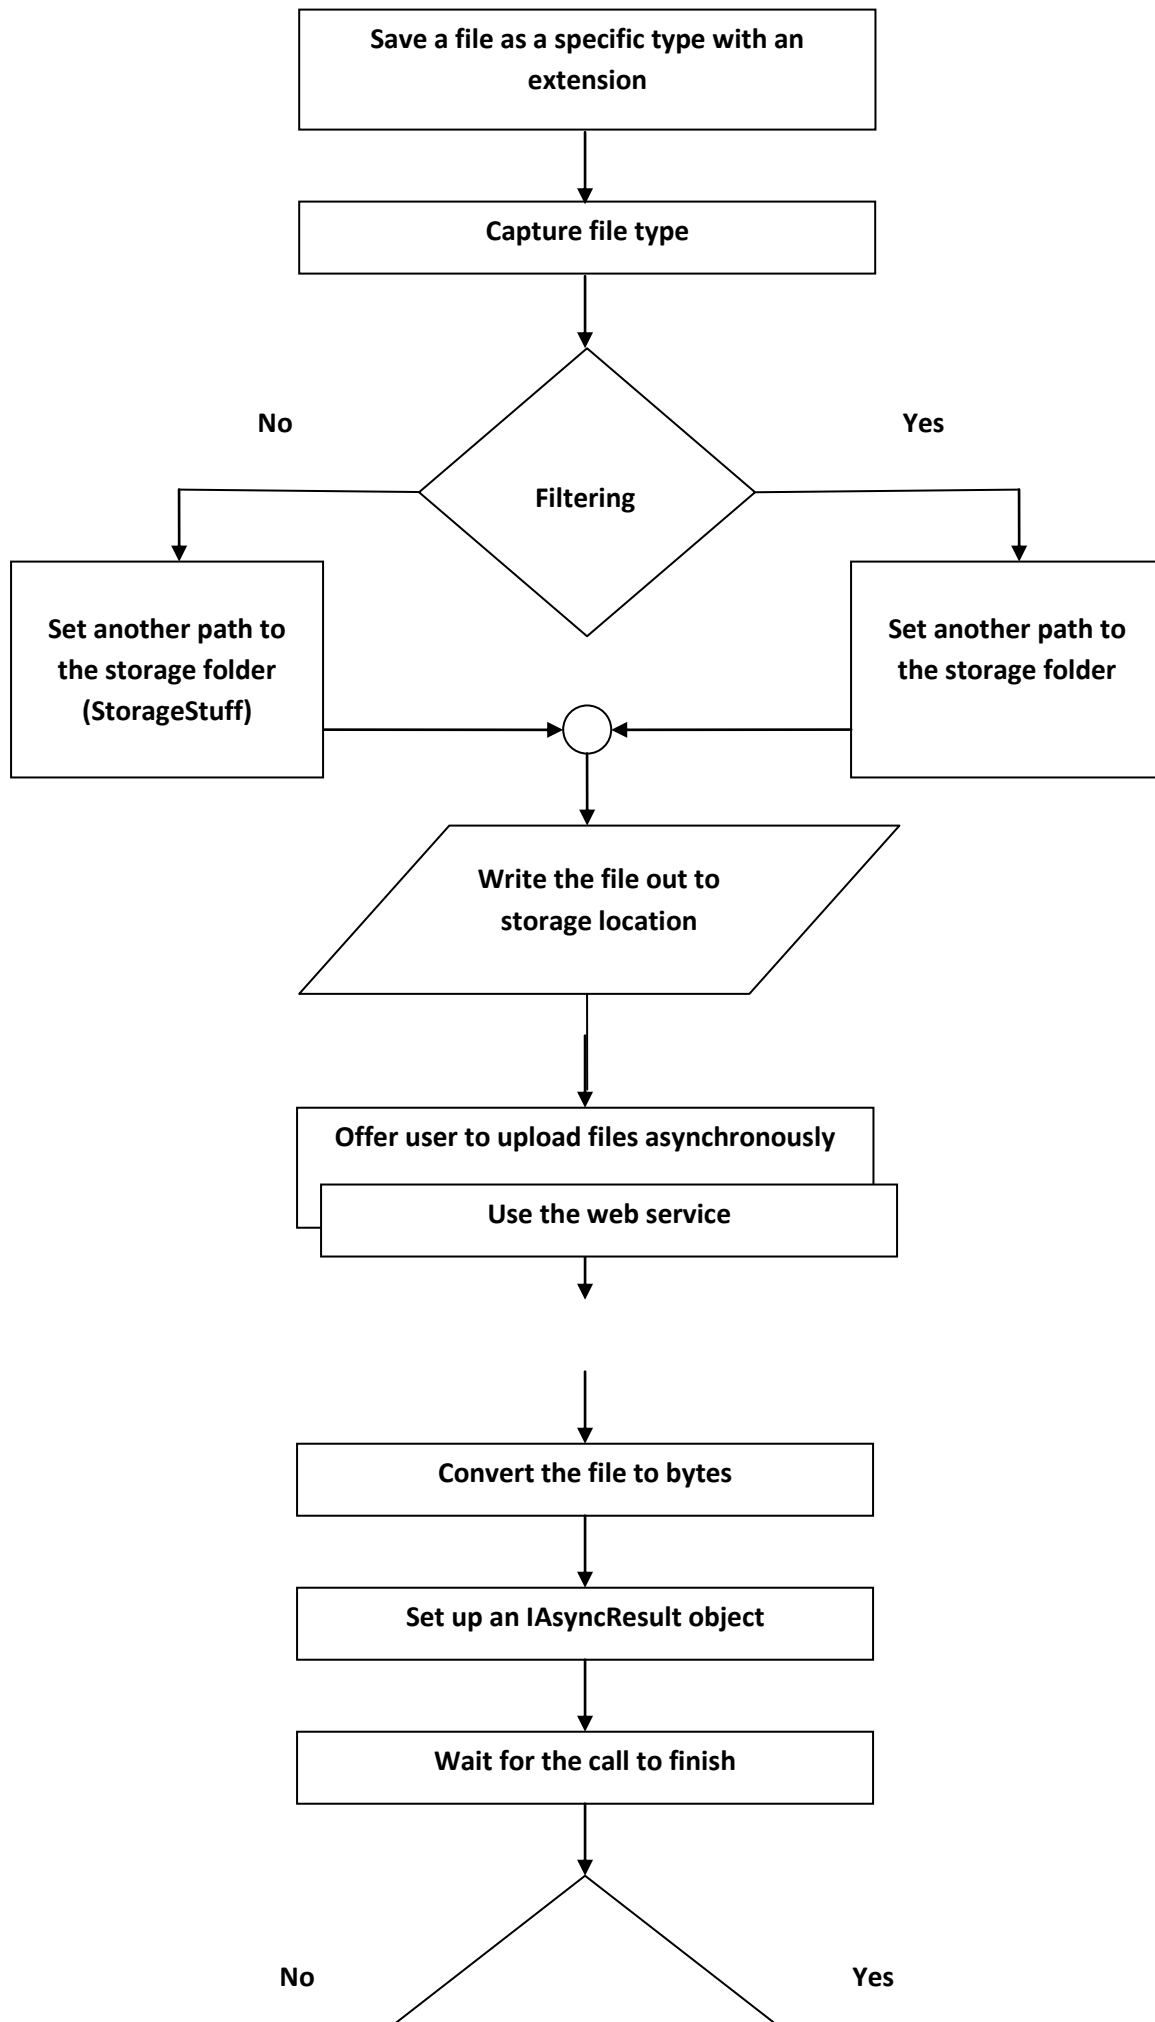 Save a file as a specific type with an
extension
Capture file type
No
Yes
Filtering
Set another path to
the storage folder
(StorageStuff)
Set another path to
the storage folder
Write the file out to
storage location
Offer user to upload files asynchronously
Use the web service
Convert the file to bytes
Set up an IAsyncResult object
Wait for the call to finish
No
Yes